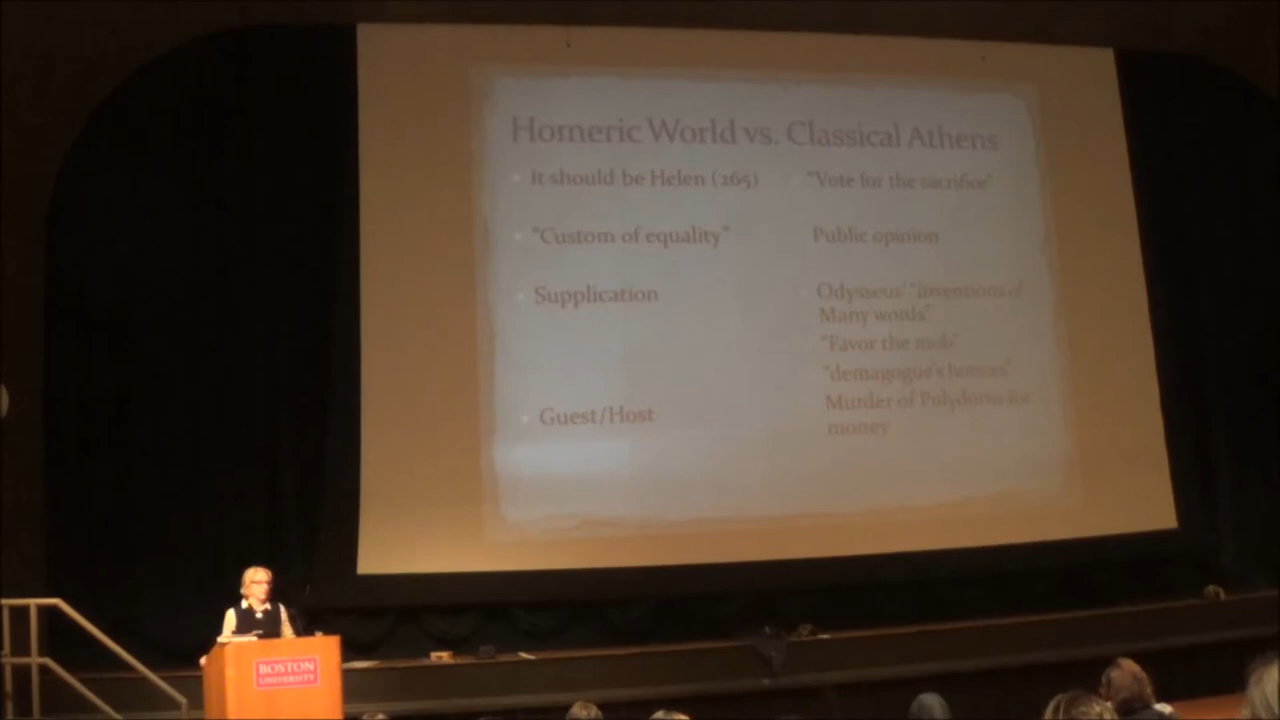 Homeric World vs. Classical Athens
It should be Helen (265)
"Vote for the sacrifice"
"Custom of equality"
Public opinion
Supplication
Odysseus' "inventions of
Many words"
"Favor the mob"
"demagogue's honors"
Guest/Host
Murder of Polydorus for
money
BOSTON
UNIVERSITY